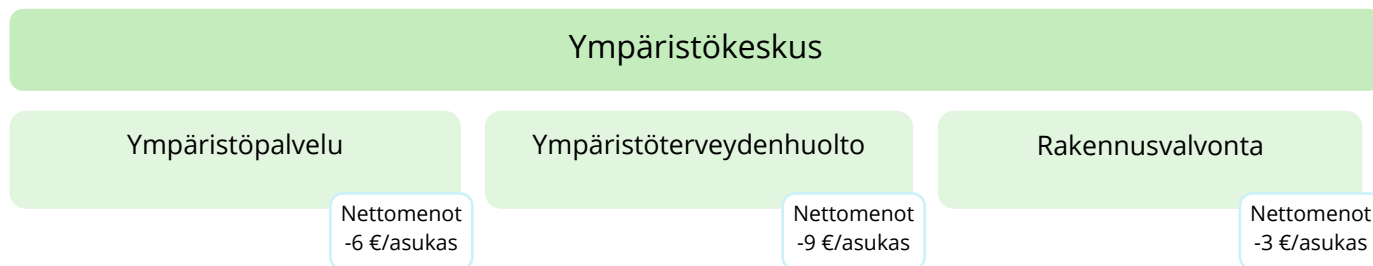 Ympäristökeskus
Ympäristöpalvelu
Nettomenot
-6 €/asukas
Ympäristöterveydenhuolto
Nettomenot
-9 €/asukas
Rakennusvalvonta
Nettomenot
-3 €/asukas